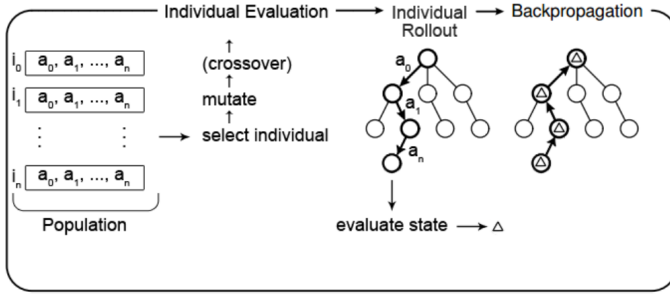 Individual Evaluation → Individual Rollout → Backpropagation
i₀ a₀, a₁, ..., aₙ
i₁ a₀, a₁, ..., aₙ
⋮ ⋮
iₙ a₀, a₁, ..., aₙ
Population
(crossover)
mutate
select individual
a₀
a₁
aₙ
evaluate state → △
△
△
△
△